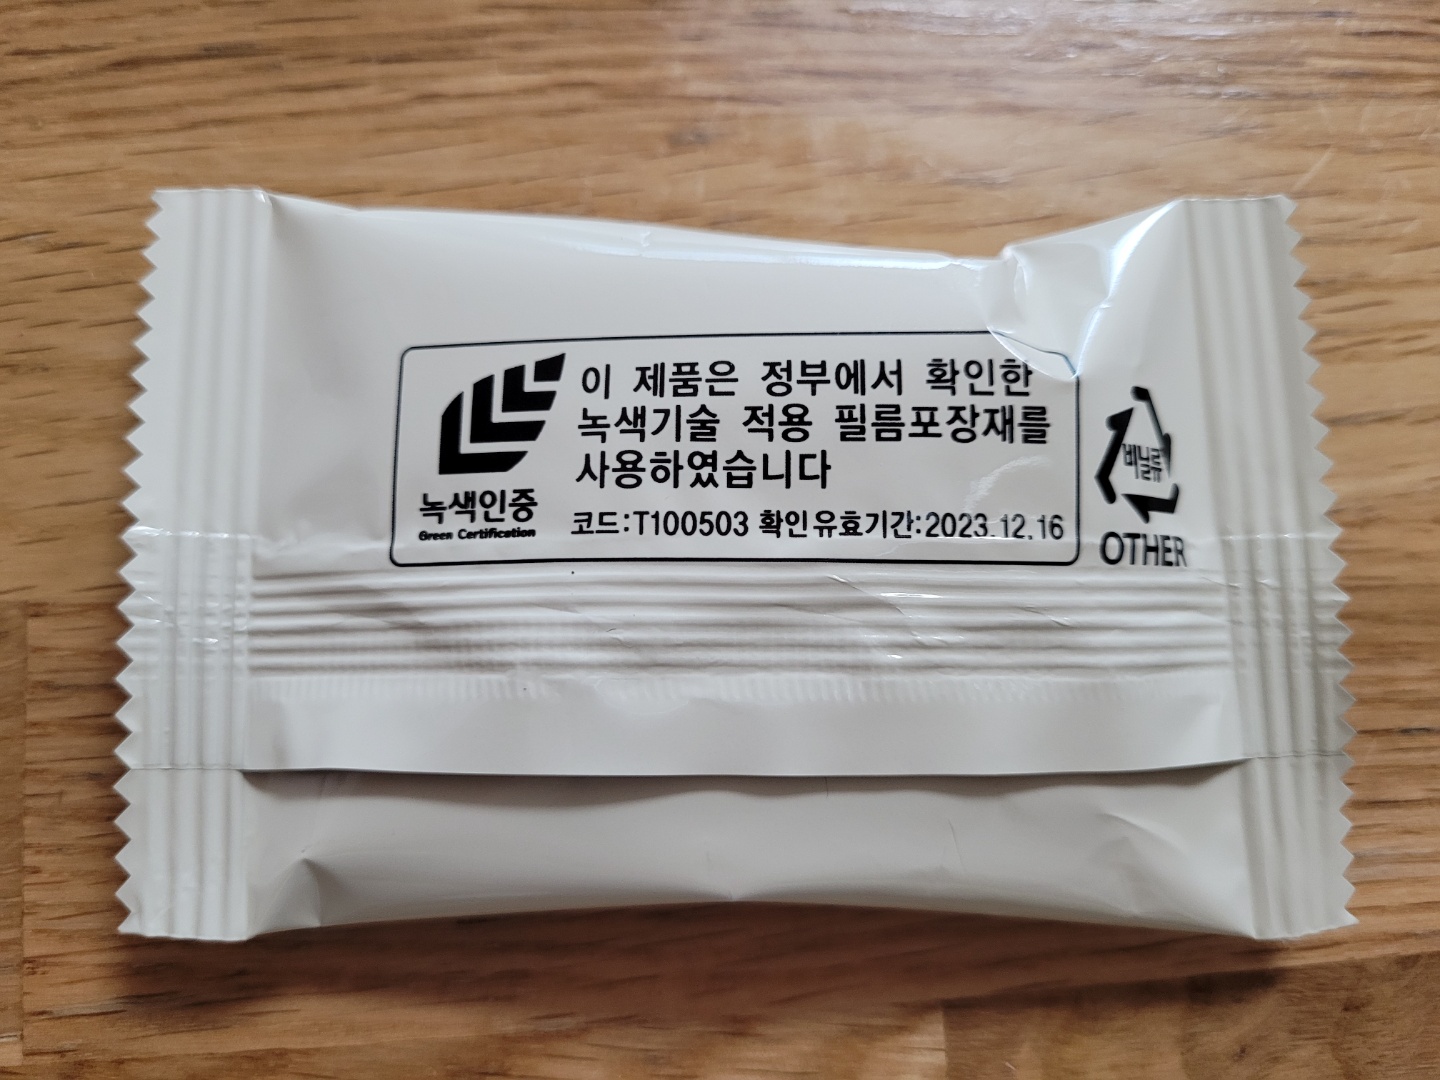 이 제품은 정부에서 확인한
녹색기술 적용 필름포장재를
사용하였습니다
녹색인증
Green Certification
코드:T100503 확인유효기간:2023.12.16
비닐류
OTHER